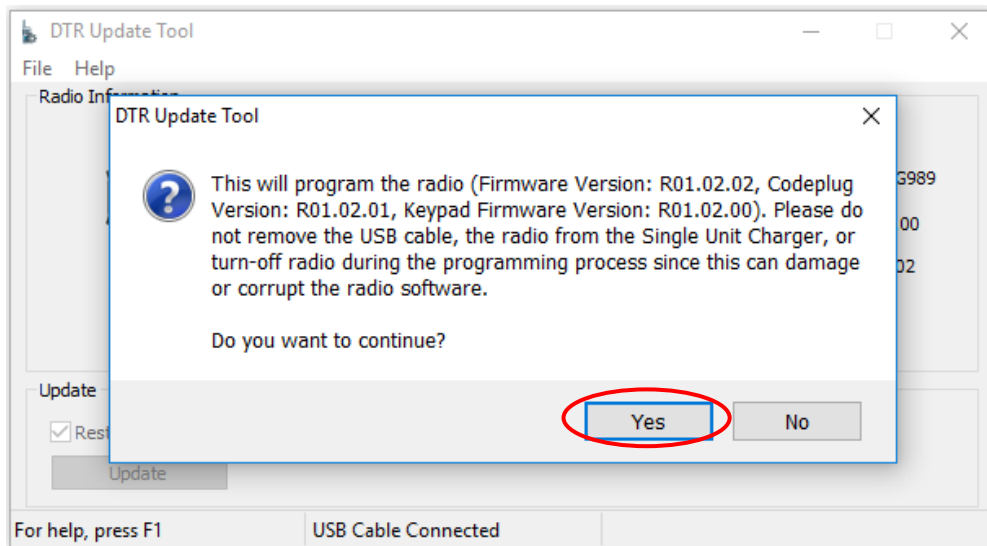 DTR Update Tool
File Help
Radio
DTR Update Tool
This will program the radio (Firmware Version: R01.02.02, Codeplug
Version: R01.02.01, Keypad Firmware Version: R01.02.00). Please do
not remove the USB cable, the radio from the Single Unit Charger, or
turn-off radio during the programming process since this can damage
or corrupt the radio software.
Do you want to continue?
Yes No
G989
00
02
Update
Rest
Update
For help, press F1 USB Cable Connected